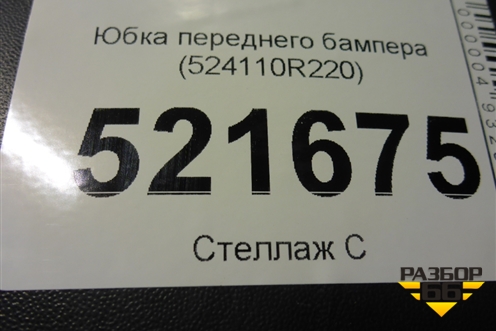 Юбка переднего бампера
(524110R220)
521675
Стеллаж С
РАЗБОР
66